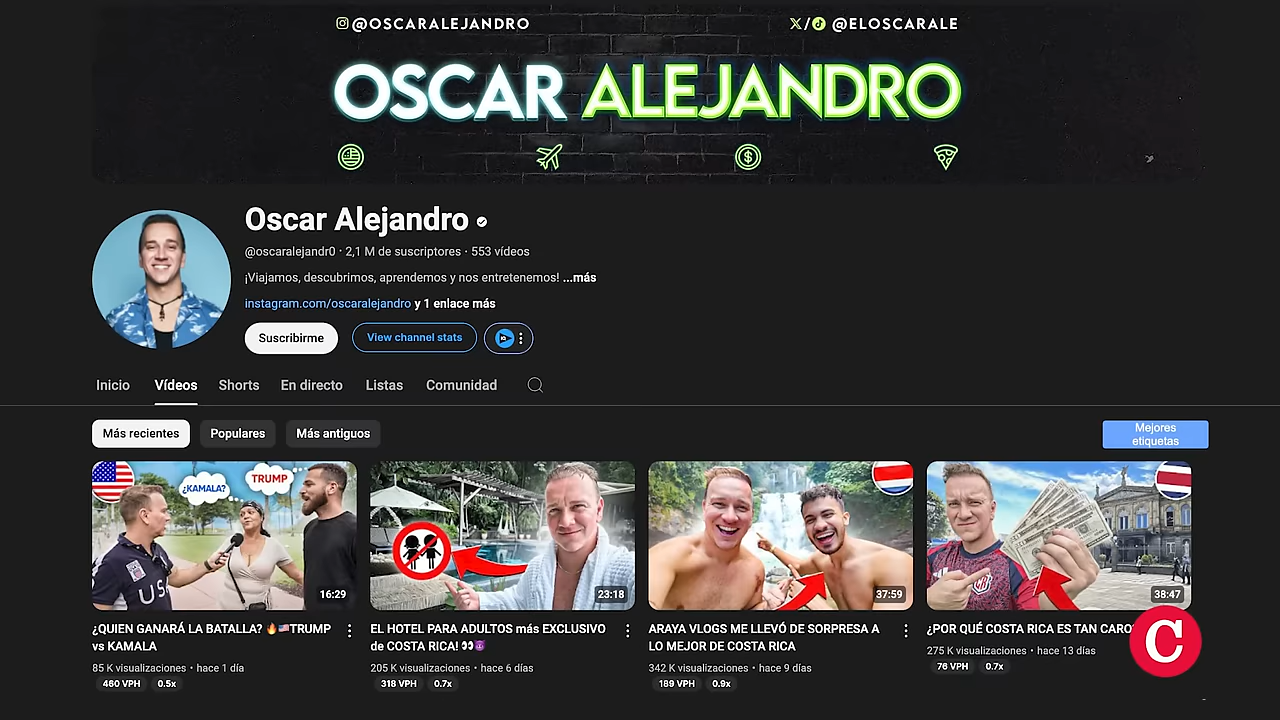 @OSCARALEJANDRO
X/ @ELOSCARALE
OSCAR ALEJANDRO
Oscar Alejandro
@oscaralejandr0 · 2,1 M de suscriptores · 553 vídeos
¡Viajamos, descubrimos, aprendemos y nos entretenemos! ...más
instagram.com/oscaralejandro y 1 enlace más
Suscribirme
View channel stats
Inicio
Vídeos
Shorts
En directo
Listas
Comunidad
Más recientes
Populares
Más antiguos
Mejores
etiquetas
¿KAMALA?
TRUMP
US
16:29
23:18
37:59
38:47
¿QUIEN GANARÁ LA BATALLA? 🔥🇺🇸TRUMP
vs KAMALA
85 K visualizaciones · hace 1 día
460 VPH
0.5x
EL HOTEL PARA ADULTOS más EXCLUSIVO
de COSTA RICA! 👀😈
205 K visualizaciones · hace 6 días
318 VPH
0.7x
ARAYA VLOGS ME LLEVÓ DE SORPRESA A
LO MEJOR DE COSTA RICA
342 K visualizaciones · hace 9 días
189 VPH
0.9x
¿POR QUÉ COSTA RICA ES TAN CARO
275 K visualizaciones · hace 13 días
76 VPH
0.7x
C